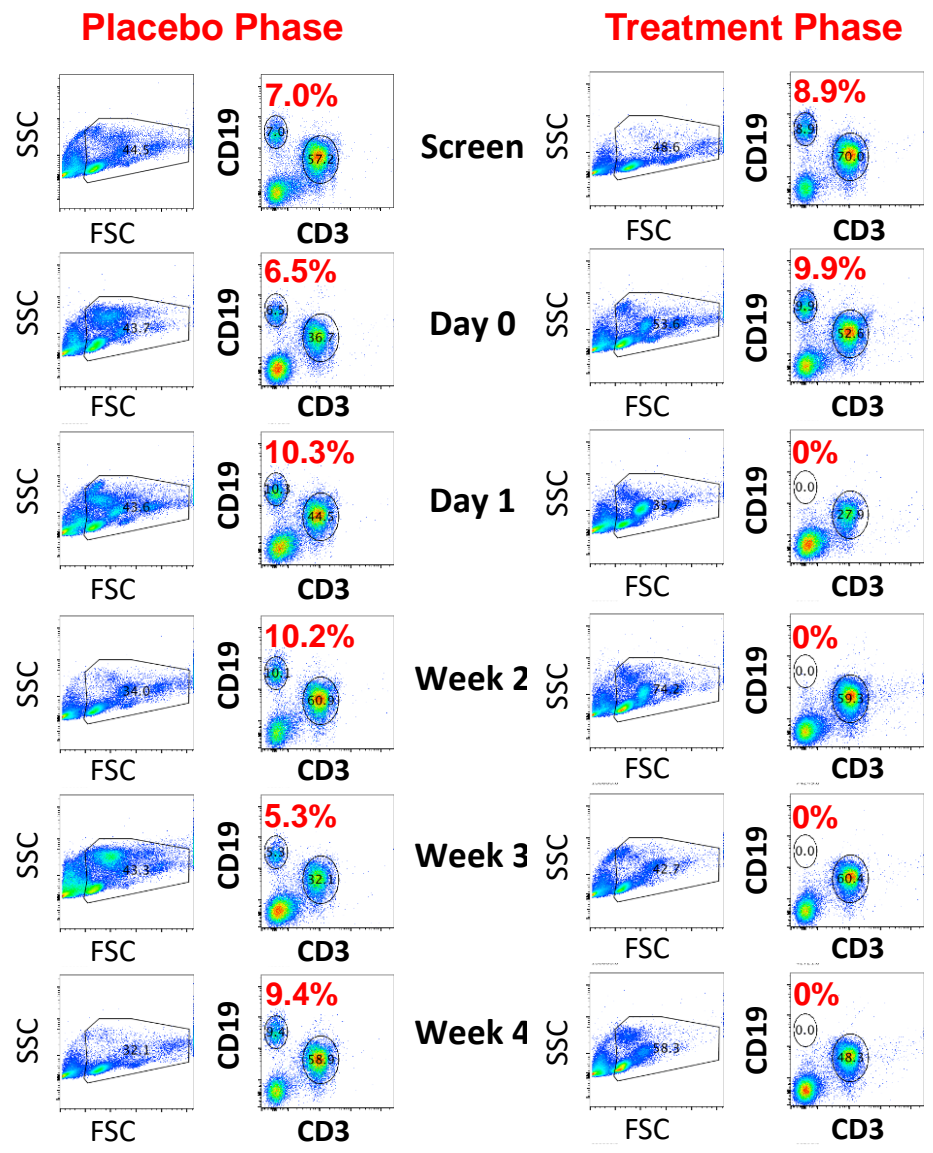 Placebo Phase
Treatment Phase
7.0%
SSC
44.5
FSC
CD19
7.0
57.2
CD3
Screen
8.9%
SSC
48.6
FSC
CD19
8.9
70.0
CD3
6.5%
SSC
43.7
FSC
CD19
6.5
36.7
CD3
Day 0
9.9%
SSC
53.6
FSC
CD19
9.9
52.6
CD3
10.3%
SSC
43.6
FSC
CD19
10.3
44.5
CD3
Day 1
0%
SSC
35.7
FSC
CD19
0.0
27.9
CD3
10.2%
SSC
34.0
FSC
CD19
10.1
60.9
CD3
Week 2
0%
SSC
74.2
FSC
CD19
0.0
59.3
CD3
5.3%
SSC
43.3
FSC
CD19
32.1
CD3
Week 3
0%
SSC
42.7
FSC
CD19
0.0
60.4
CD3
9.4%
SSC
32.1
FSC
CD19
9.4
58.9
CD3
Week 4
0%
SSC
58.3
FSC
CD19
0.0
48.3
CD3